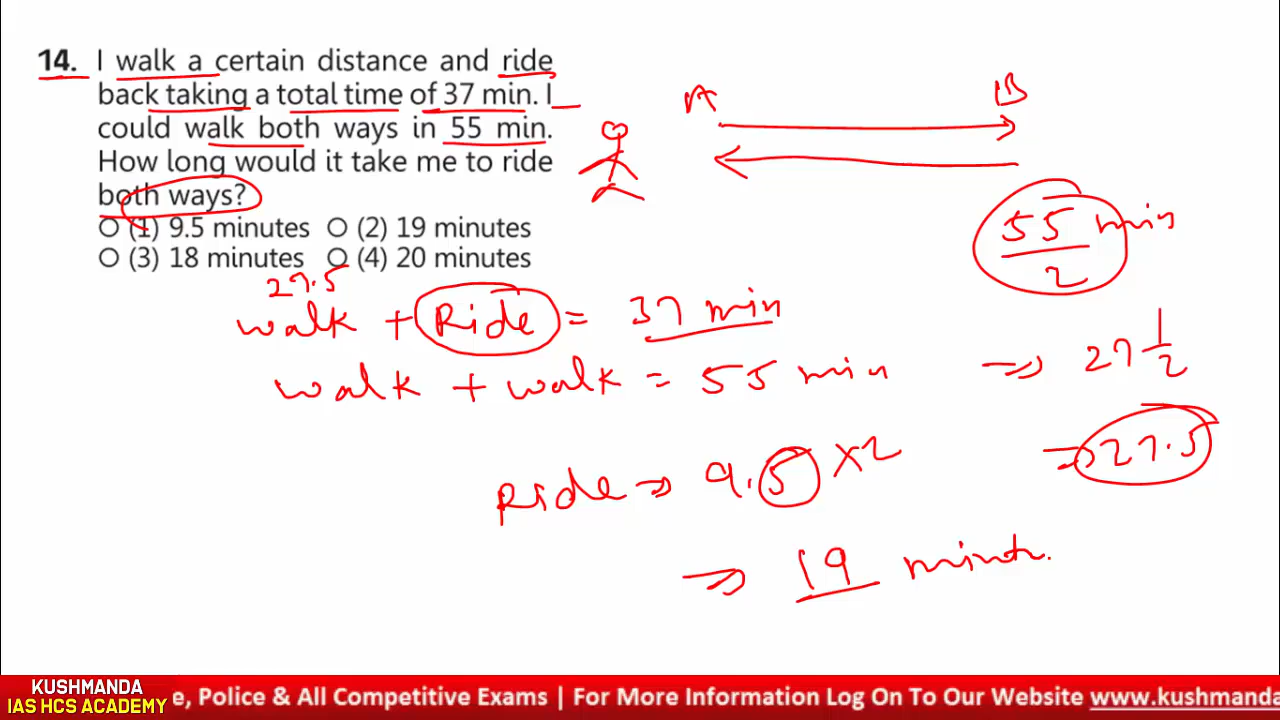 14. I walk a certain distance and ride
back taking a total time of 37 min. I
could walk both ways in 55 min.
How long would it take me to ride
both ways?
(1) 9.5 minutes (2) 19 minutes
(3) 18 minutes (4) 20 minutes
A B
55/2 min
27.5
walk + Ride = 37 min
walk + walk = 55 min
⇒ 27 1/2
⇒ 27.5
Ride ⇒ 9.5 × 2
⇒ 19 minute.
KUSHMANDA
IAS HCS ACADEMY
e, Police & All Competitive Exams | For More Information Log On To Our Website www.kushmanda